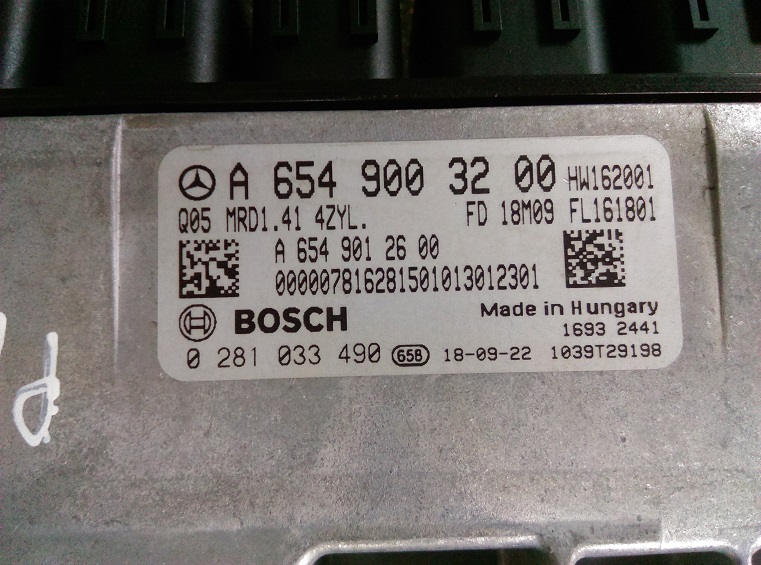 A 654 900 32 00 HW162001
Q05 MRD1.41 4ZYL. FD 18M09 FL161801
A 654 901 26 00
000007816281501013012301
BOSCH Made in Hungary
1693 2441
0 281 033 490 658 18-09-22 1039T29198